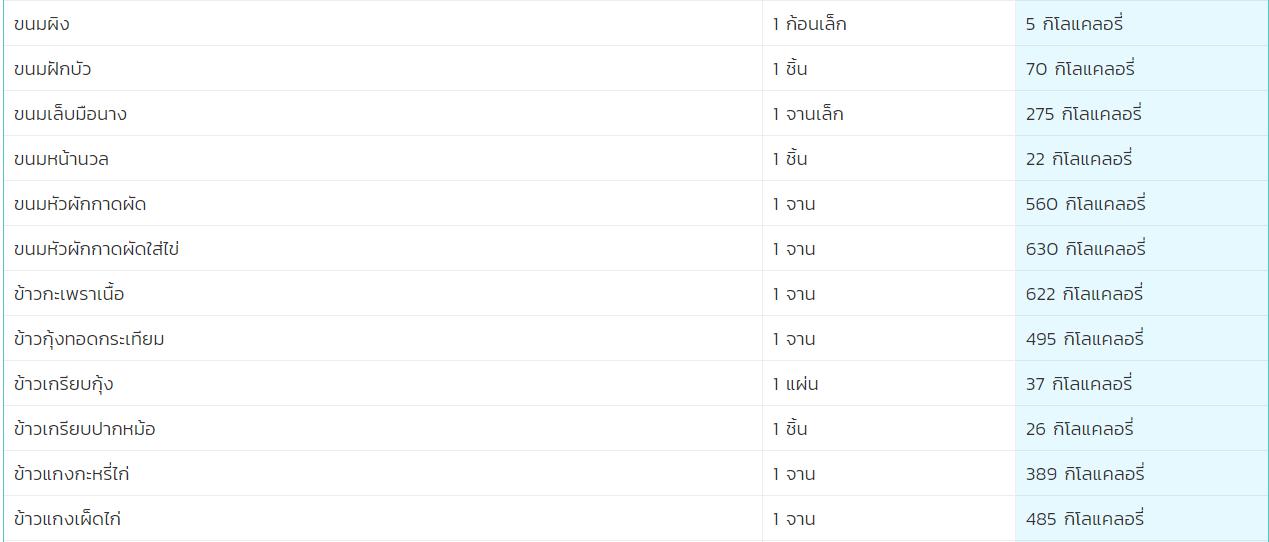 ขนมผิง 1 ก้อนเล็ก 5 กิโลแคลอรี่
ขนมฝักบัว 1 ชิ้น 70 กิโลแคลอรี่
ขนมเล็บมือนาง 1 จานเล็ก 275 กิโลแคลอรี่
ขนมหน้านวล 1 ชิ้น 22 กิโลแคลอรี่
ขนมหัวผักกาดผัด 1 จาน 560 กิโลแคลอรี่
ขนมหัวผักกาดผัดใส่ไข่ 1 จาน 630 กิโลแคลอรี่
ข้าวกะเพราเนื้อ 1 จาน 622 กิโลแคลอรี่
ข้าวกุ้งทอดกระเทียม 1 จาน 495 กิโลแคลอรี่
ข้าวเกรียบกุ้ง 1 แผ่น 37 กิโลแคลอรี่
ข้าวเกรียบปากหม้อ 1 ชิ้น 26 กิโลแคลอรี่
ข้าวแกงกะหรี่ไก่ 1 จาน 389 กิโลแคลอรี่
ข้าวแกงเผ็ดไก่ 1 จาน 485 กิโลแคลอรี่